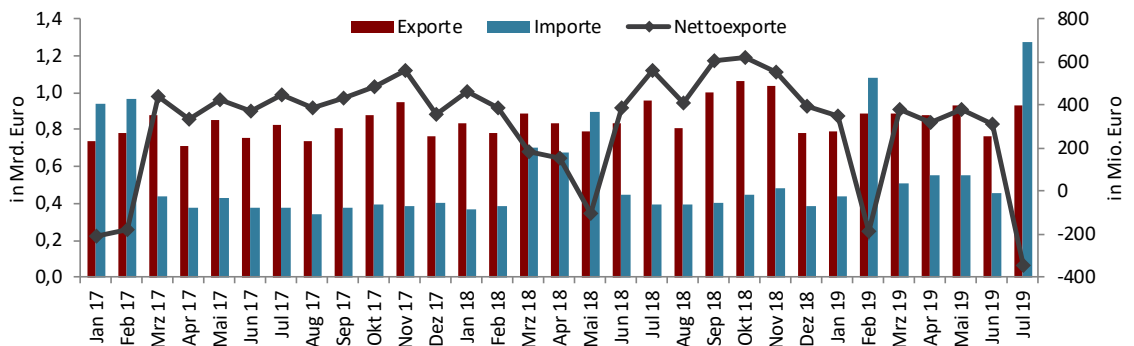 Exporte Importe Nettoexporte
in Mrd. Euro
1,4
1,2
1,0
0,8
0,6
0,4
0,2
0,0
800
600
400
200
0
-200
-400
in Mio. Euro
Jan 17
Feb 17
Mrz 17
Apr 17
Mai 17
Jun 17
Jul 17
Aug 17
Sep 17
Okt 17
Nov 17
Dez 17
Jan 18
Feb 18
Mrz 18
Apr 18
Mai 18
Jun 18
Jul 18
Aug 18
Sep 18
Okt 18
Nov 18
Dez 18
Jan 19
Feb 19
Mrz 19
Apr 19
Mai 19
Jun 19
Jul 19